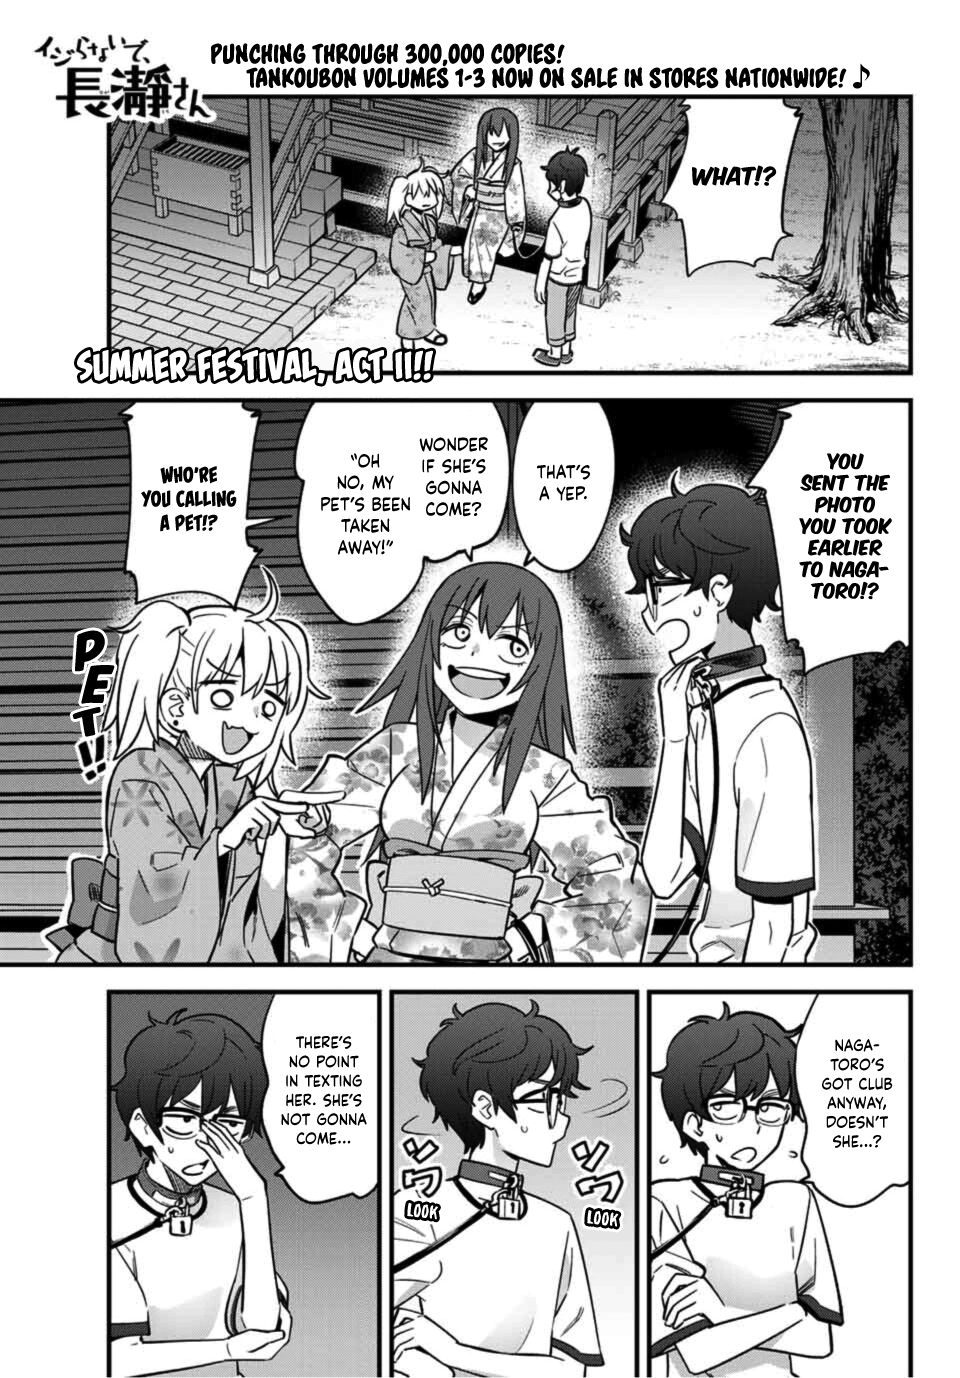 イジらないで、
長瀞さん
PUNCHING THROUGH 300,000 COPIES!
TANKOUBON VOLUMES 1-3 NOW ON SALE IN STORES NATIONWIDE! ♪
WHAT!?
SUMMER FESTIVAL, ACT II!!
YOU
SENT THE
PHOTO
YOU TOOK
EARLIER
TO NAGA-
TORO!?
THAT'S
A YEP.
WONDER
IF SHE'S
GONNA
COME?
"OH
NO, MY
PET'S BEEN
TAKEN
AWAY!"
WHO'RE
YOU CALLING
A PET!?
PET!!
NAGA-
TORO'S
GOT CLUB
ANYWAY,
DOESN'T
SHE...?
ソワ
LOOK
ソワ
LOOK
THERE'S
NO POINT
IN TEXTING
HER. SHE'S
NOT GONNA
COME...